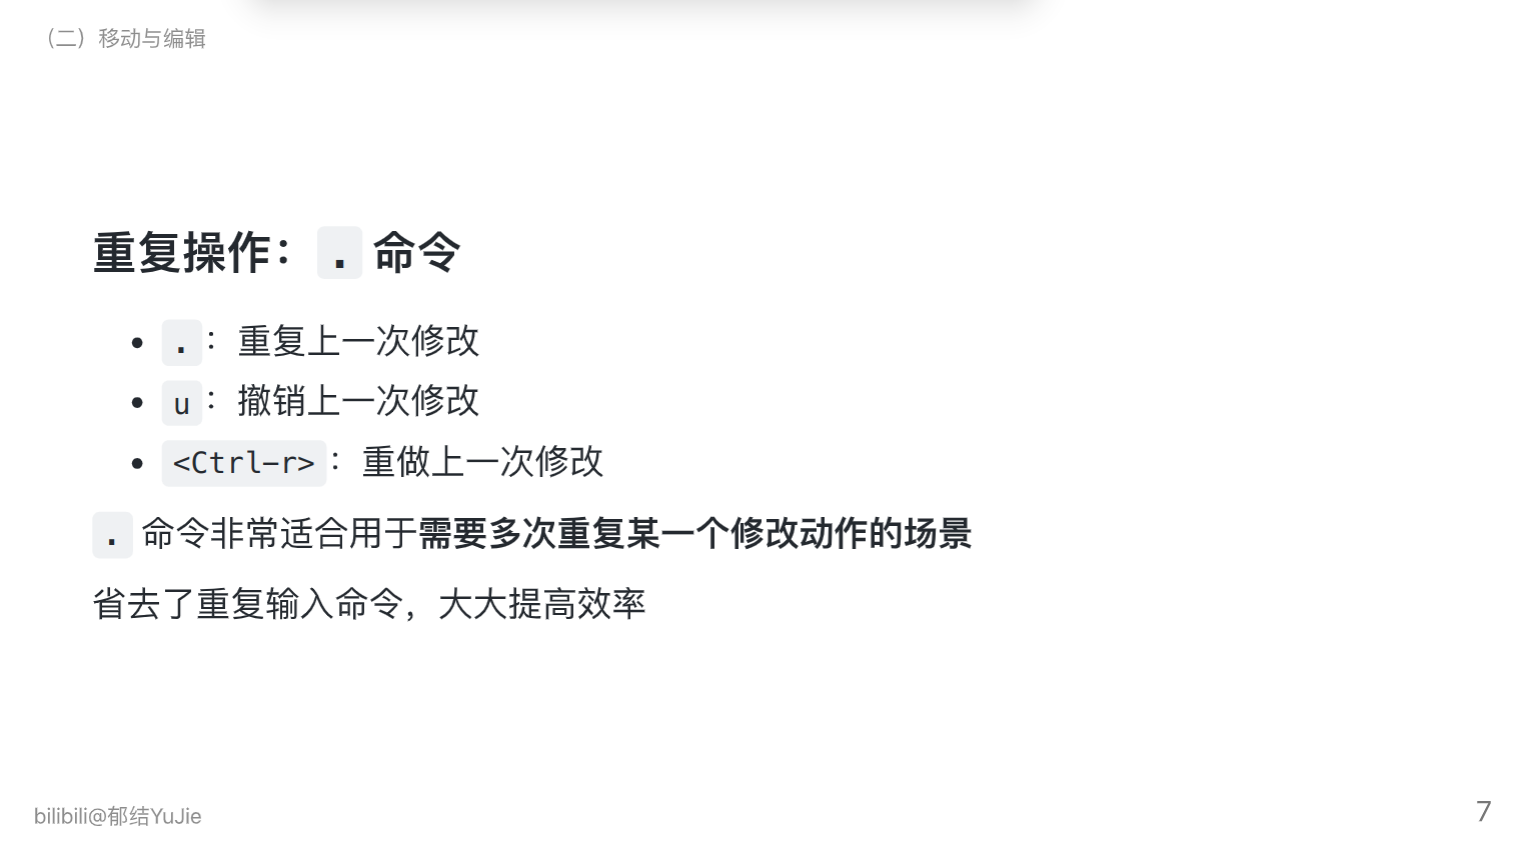 （二）移动与编辑
重复操作： . 命令
• . ：重复上一次修改
• u ：撤销上一次修改
• <Ctrl-r> ：重做上一次修改
. 命令非常适合用于需要多次重复某一个修改动作的场景
省去了重复输入命令，大大提高效率
bilibili@郁结YuJie
7